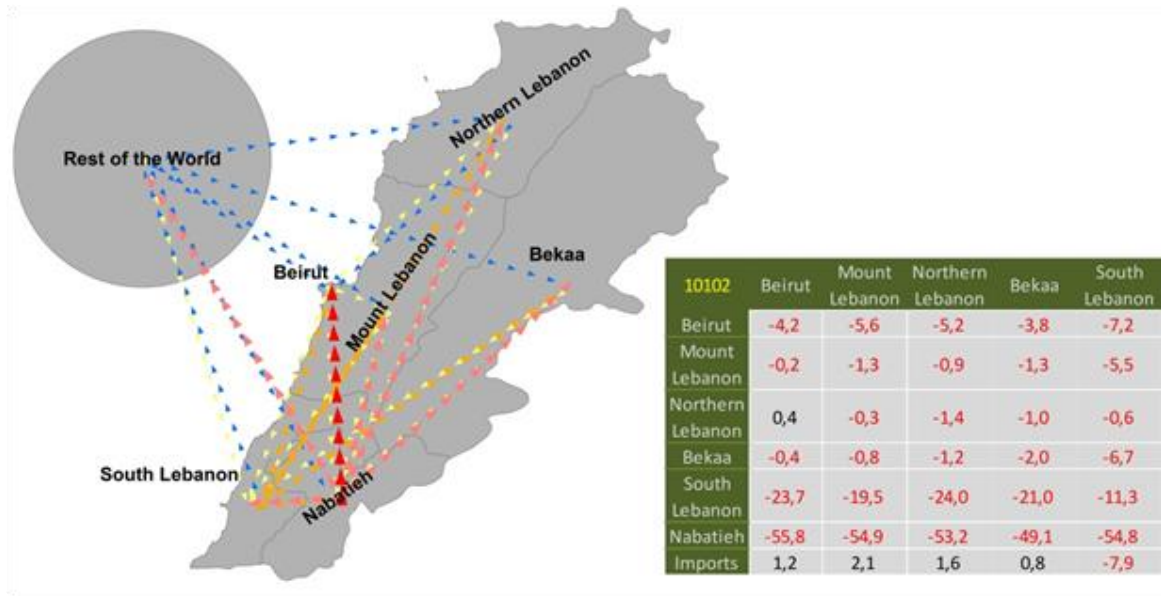 Northern Lebanon
Rest of the World
Bekaa
Beirut
Mount Lebanon
South Lebanon
Nabatieh
10102 Beirut Mount Lebanon Northern Lebanon Bekaa South Lebanon
Beirut -4,2 -5,6 -5,2 -3,8 -7,2
Mount Lebanon -0,2 -1,3 -0,9 -1,3 -5,5
Northern Lebanon 0,4 -0,3 -1,4 -1,0 -0,6
Bekaa -0,4 -0,8 -1,2 -2,0 -6,7
South Lebanon -23,7 -19,5 -24,0 -21,0 -11,3
Nabatieh -55,8 -54,9 -53,2 -49,1 -54,8
Imports 1,2 2,1 1,6 0,8 -7,9